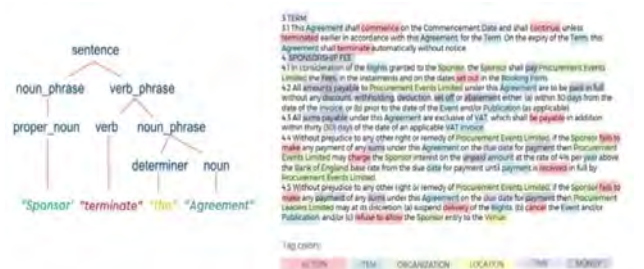 sentence
noun_phrase verb_phrase
proper_noun verb noun_phrase
determiner noun
"Sponsor" "terminate" "this" "Agreement"
3 TERM
3.1 This Agreement shall commence on the Commencement Date and shall continue, unless
terminated earlier in accordance with this Agreement, for the Term. On the expiry of the Term, this
Agreement shall terminate automatically without notice.
4. SPONSORSHIP FEE
4.1 In consideration of the Rights granted to the Sponsor, the Sponsor shall pay Procurement Events
Limited the Fees, in the instalments and on the dates set out in the Booking Form.
4.2 All amounts payable to Procurement Events Limited under this Agreement are to be paid in full
without any discount, withholding, deduction, set off or abatement either (a) within 30 days from the
date of the invoice, or (b) prior to the date of the Event and/or Publication (as applicable).
4.3 All sums payable under this Agreement are exclusive of VAT, which shall be payable in addition
within thirty (30) days of the date of an applicable VAT invoice.
4.4 Without prejudice to any other right or remedy of Procurement Events Limited, if the Sponsor fails to
make any payment of any sums under this Agreement on the due date for payment then Procurement
Events Limited may charge the Sponsor interest on the unpaid amount at the rate of 4% per year above
the Bank of England base rate from the due date for payment until payment is received in full by
Procurement Events Limited.
4.5 Without prejudice to any other right or remedy of Procurement Events Limited, if the Sponsor fails to
make any payment of any sums under this Agreement on the due date for payment then Procurement
Leaders Limited may at its discretion: (a) suspend delivery of the Rights, (b) cancel the Event and/or
Publication and/or (c) refuse to allow the Sponsor entry to the Venue.
Tag colors:
ACTION ITEM ORGANIZATION LOCATION TIME MONEY